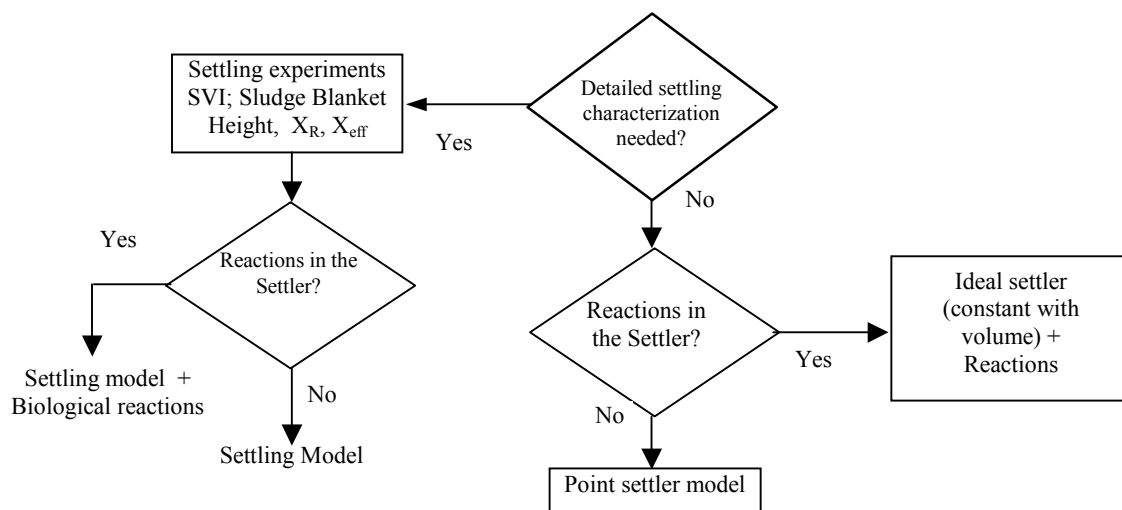 Settling experiments
SVI; Sludge Blanket
Height, X_R, X_eff
Detailed settling
characterization
needed?
Yes
No
Yes
Reactions in the
Settler?
Reactions in
the Settler?
Ideal settler
(constant with
volume) +
Reactions
Yes
Settling model +
Biological reactions
No
No
Settling Model
Point settler model